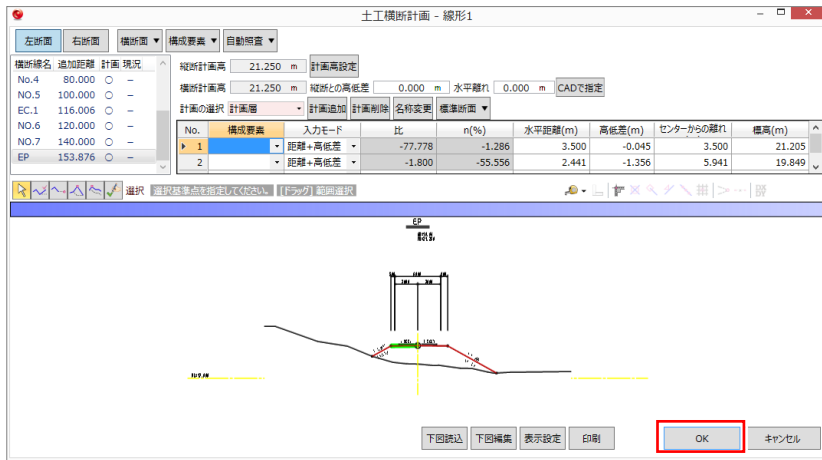 土工横断計画 - 線形1
左断面 右断面 横断面 ▼ 構成要素 ▼ 自動照査 ▼
横断線名 追加距離 計画 現況
No.4 80.000 ○ −
No.5 100.000 ○ −
EC.1 116.006 ○ −
No.6 120.000 ○ −
No.7 140.000 ○ −
EP 153.876 ○ −
縦断計画高 21.250 m 計画高設定
横断計画高 21.250 m 縦断との高低差 0.000 m 水平離れ 0.000 m CADで指定
計画の選択 計画層 計画追加 計画削除 名称変更 標準断面 ▼
No. 構成要素 入力モード 比 n(%) 水平距離(m) 高低差(m) センターからの離れ 標高(m)
1 距離+高低差 -77.778 -1.286 3.500 -0.045 3.500 21.205
2 距離+高低差 -1.800 -55.556 2.441 -1.356 5.941 19.849
選択 選択基準点を指定してください。 [ドラッグ] 範囲選択
EP
下図読込 下図編集 表示設定 印刷 OK キャンセル